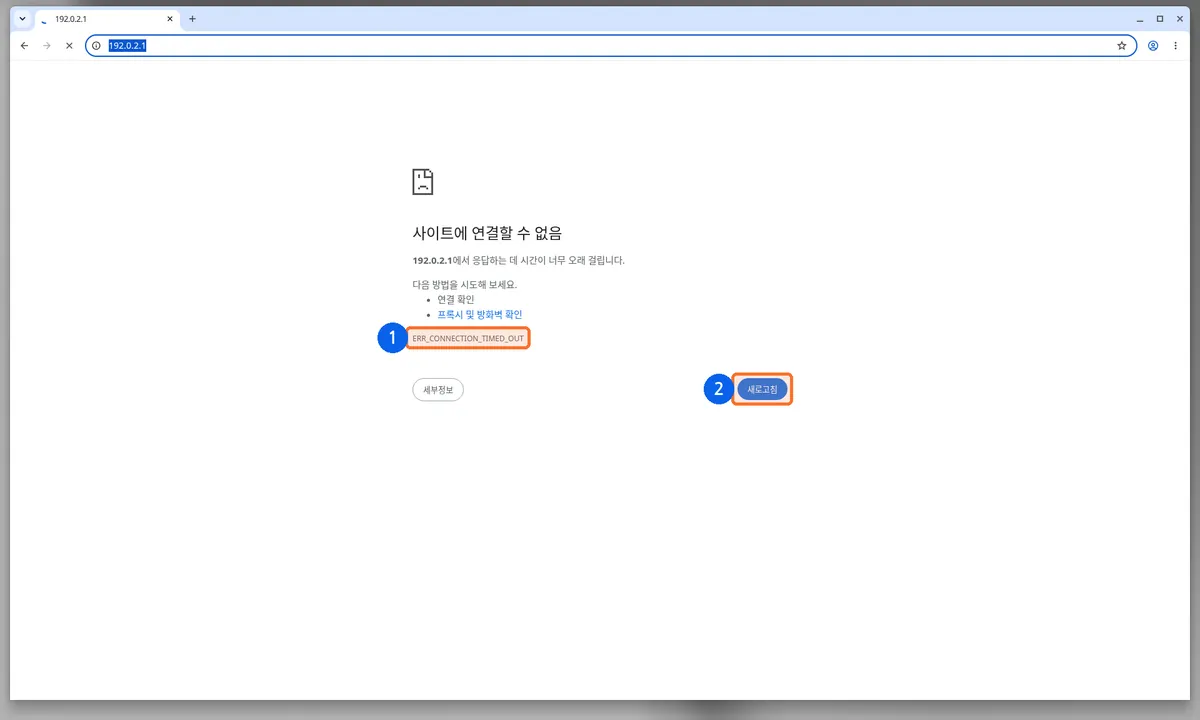 192.0.2.1
192.0.2.1
사이트에 연결할 수 없음
192.0.2.1에서 응답하는 데 시간이 너무 오래 걸립니다.
다음 방법을 시도해 보세요.
• 연결 확인
• 프록시 및 방화벽 확인
1 ERR_CONNECTION_TIMED_OUT
세부정보 2 새로고침